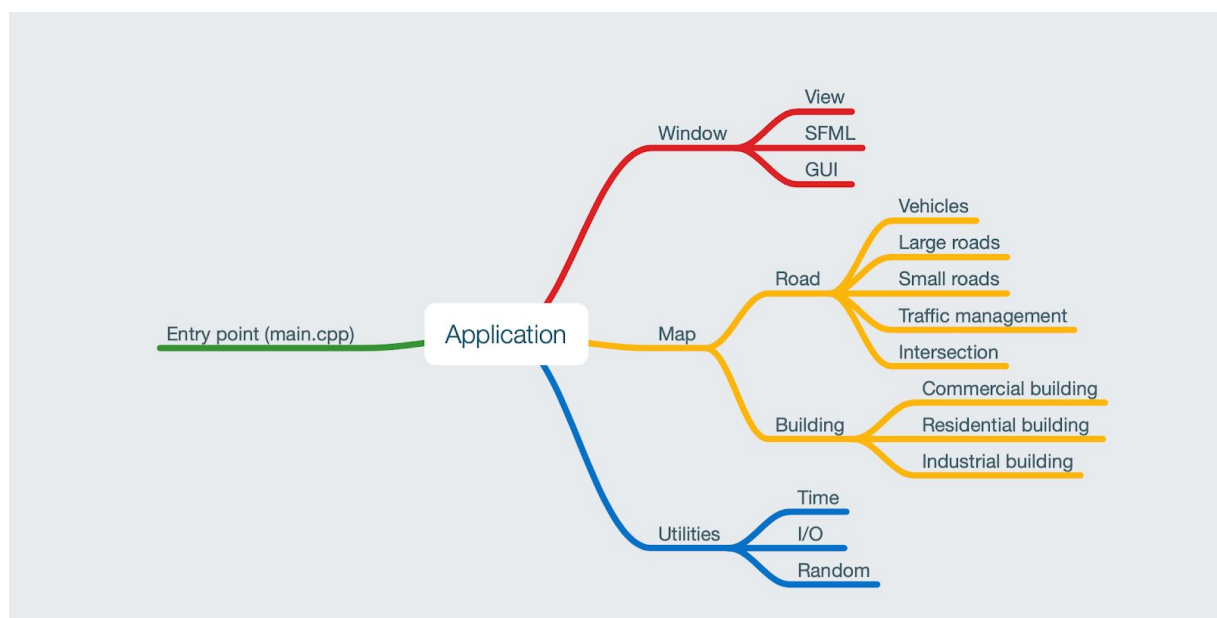 View
Window
SFML
GUI
Vehicles
Large roads
Road
Small roads
Traffic management
Intersection
Entry point (main.cpp)
Application
Map
Commercial building
Building
Residential building
Industrial building
Time
Utilities
I/O
Random